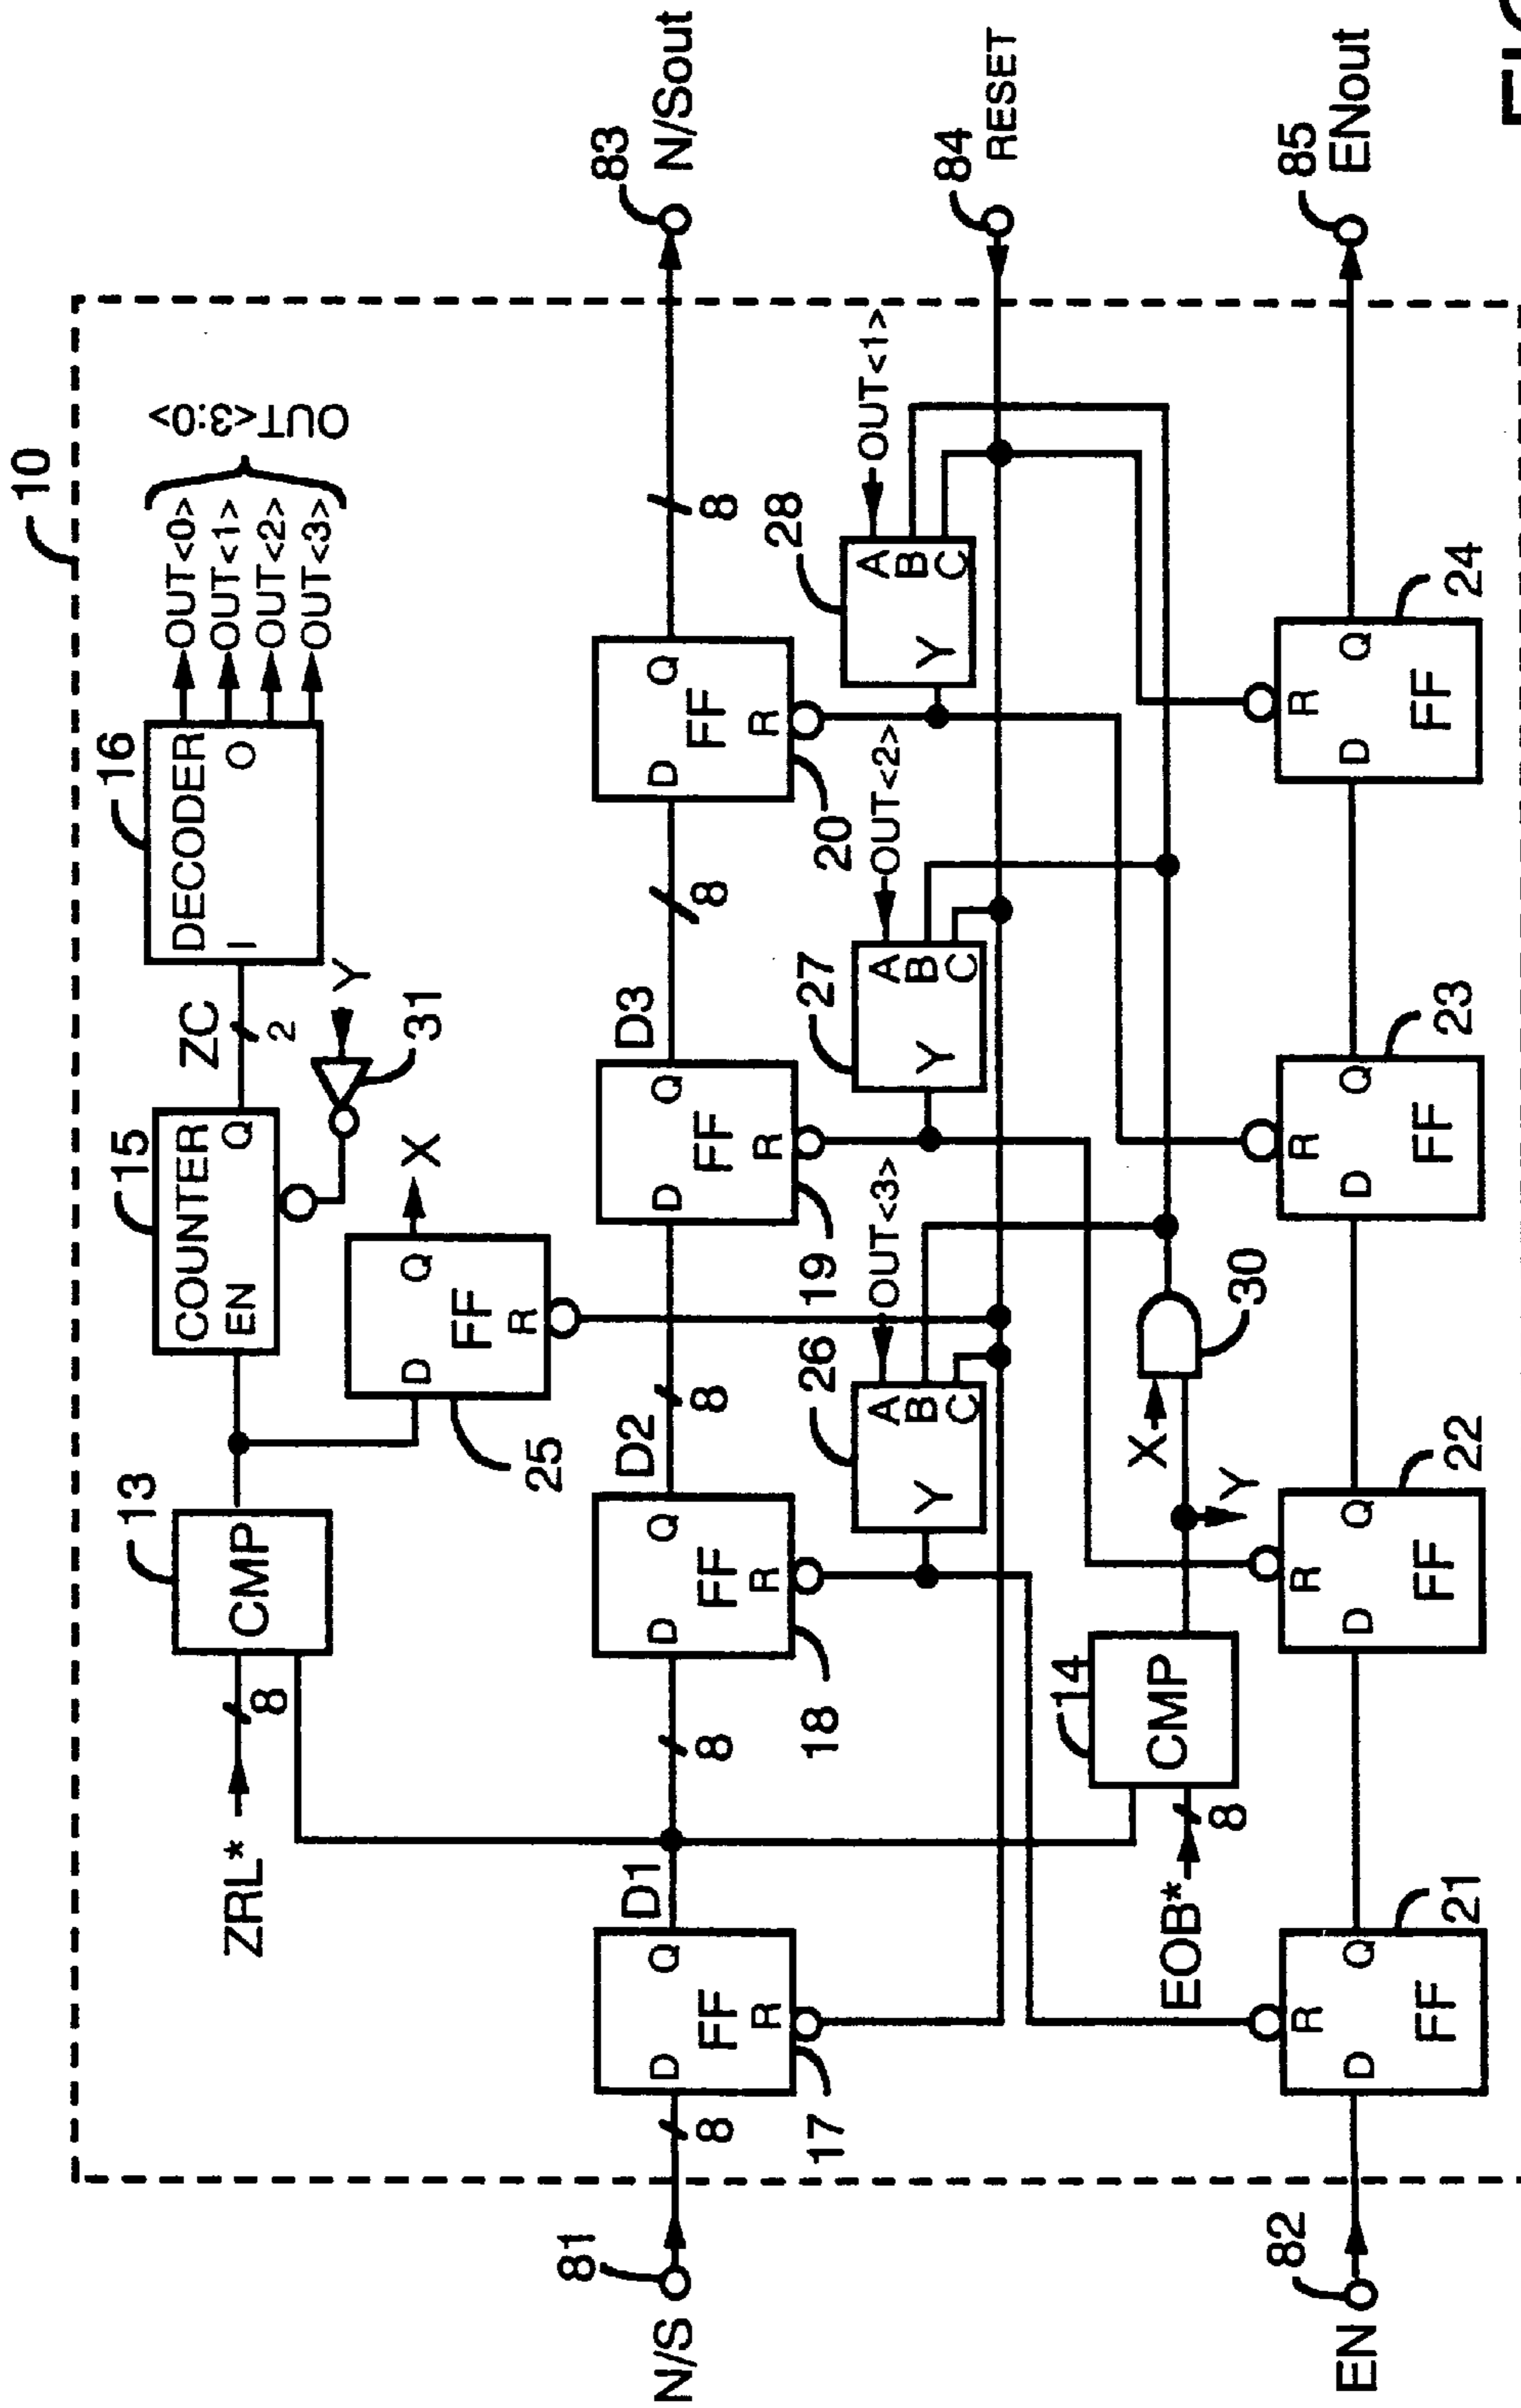 10
13
15
16
ZRL*
8
CMP
COUNTER
EN
Q
ZC
2
DECODER
I
O
OUT<0>
OUT<1>
OUT<2>
OUT<3>
OUT<3:0>
Y
31
25
D
Q
FF
R
X
81
N/S
8
D
Q
FF
R
17
D1
8
D
Q
FF
R
18
D2
8
D
Q
FF
R
19
D3
8
D
Q
FF
R
20
8
83
N/Sout
26
OUT<3>
A
B
C
Y
27
OUT<2>
A
B
C
Y
28
OUT<1>
A
B
C
Y
84
RESET
EOB*
8
14
CMP
X
Y
30
82
EN
D
Q
FF
R
21
D
Q
FF
R
22
D
Q
FF
R
23
D
Q
FF
R
24
85
ENout